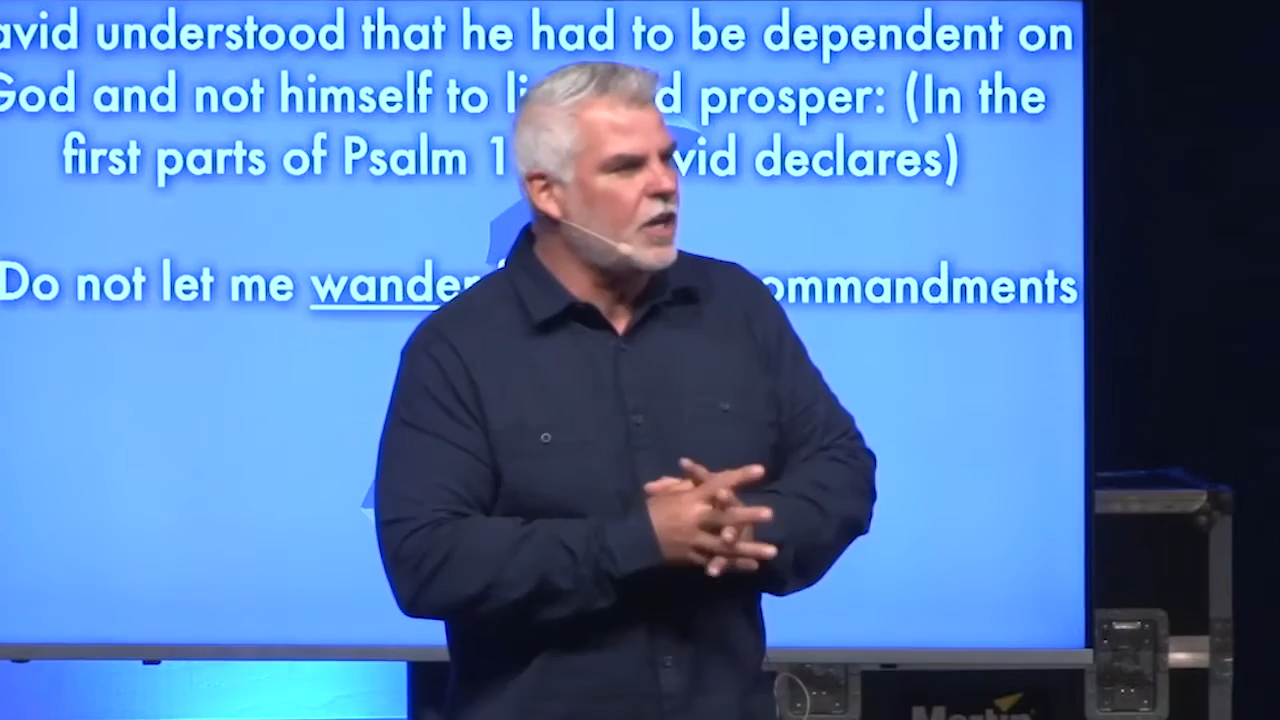 avid understood that he had to be dependent on
God and not himself to li d prosper: (In the
first parts of Psalm 1 vid declares)
Do not let me wander ommandments
Martin